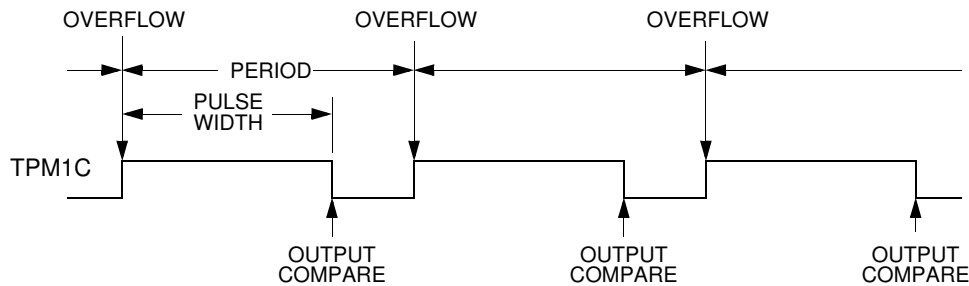 OVERFLOW
OVERFLOW
OVERFLOW
PERIOD
PULSE
WIDTH
TPM1C
OUTPUT
COMPARE
OUTPUT
COMPARE
OUTPUT
COMPARE